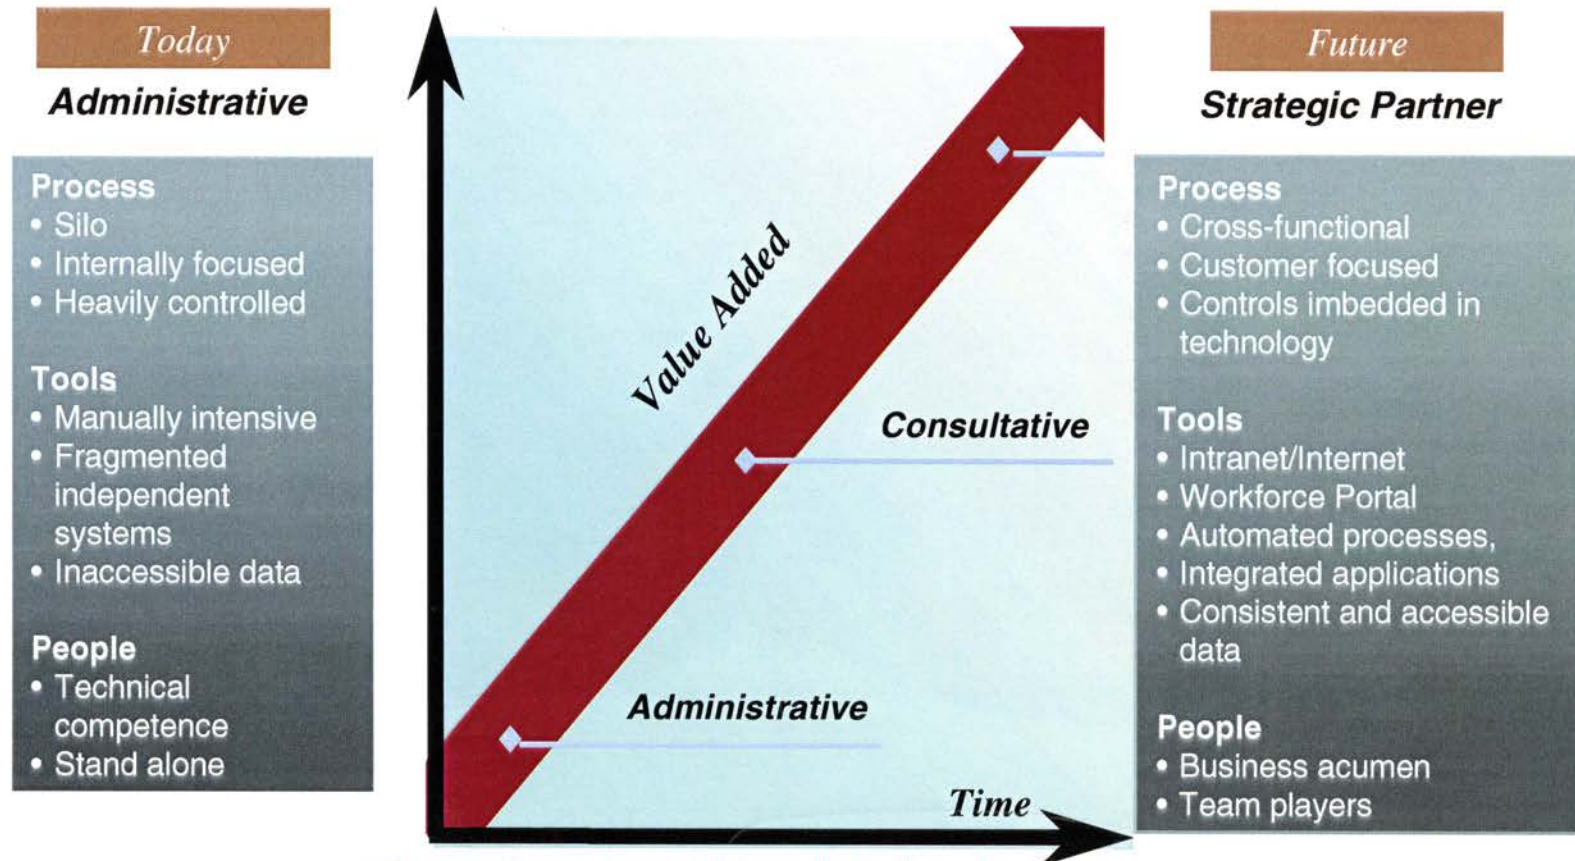 Today
Administrative
Process
• Silo
• Internally focused
• Heavily controlled
Tools
• Manually intensive
• Fragmented
independent
systems
• Inaccessible data
People
• Technical
competence
• Stand alone
Value Added
Consultative
Administrative
Time
Future
Strategic Partner
Process
• Cross-functional
• Customer focused
• Controls imbedded in
technology
Tools
• Intranet/Internet
• Workforce Portal
• Automated processes,
• Integrated applications
• Consistent and accessible
data
People
• Business acumen
• Team players